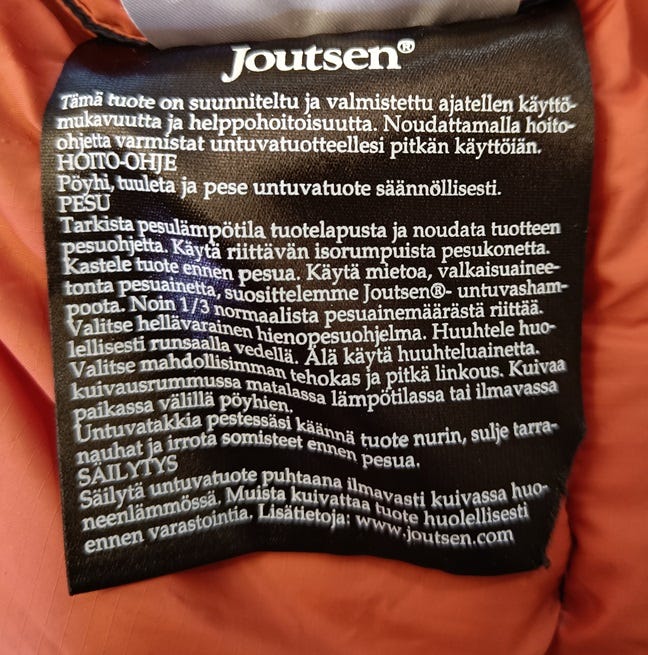 Joutsen®
Tämä tuote on suunniteltu ja valmistettu ajatellen käyttö-
mukavuutta ja helppohoitoisuutta. Noudattamalla hoito-
ohjetta varmistat untuvatuotteellesi pitkän käyttöiän.
HOITO-OHJE
Pöyhi, tuuleta ja pese untuvatuote säännöllisesti.
PESU
Tarkista pesulämpötila tuotelapusta ja noudata tuotteen
pesuohjetta. Käytä riittävän isorumpuista pesukonetta.
Kastele tuote ennen pesua. Käytä mietoa, valkaisuainee-
tonta pesuainetta, suosittelemme Joutsen®- untuvasham-
poota. Noin 1/3 normaalista pesuainemäärästä riittää.
Valitse hellävarainen hienopesuohjelma. Huuhtele huo-
lellisesti runsaalla vedellä. Älä käytä huuhteluainetta.
Valitse mahdollisimman tehokas ja pitkä linkous. Kuivaa
kuivausrummussa matalassa lämpötilassa tai ilmavassa
paikassa välillä pöyhien.
Untuvatakkia pestessäsi käännä tuote nurin, sulje tarra-
nauhat ja irrota somisteet ennen pesua.
SÄILYTYS
Säilytä untuvatuote puhtaana ilmavasti kuivassa huo-
neenlämmössä. Muista kuivattaa tuote huolellisesti
ennen varastointia. Lisätietoja: www.joutsen.com